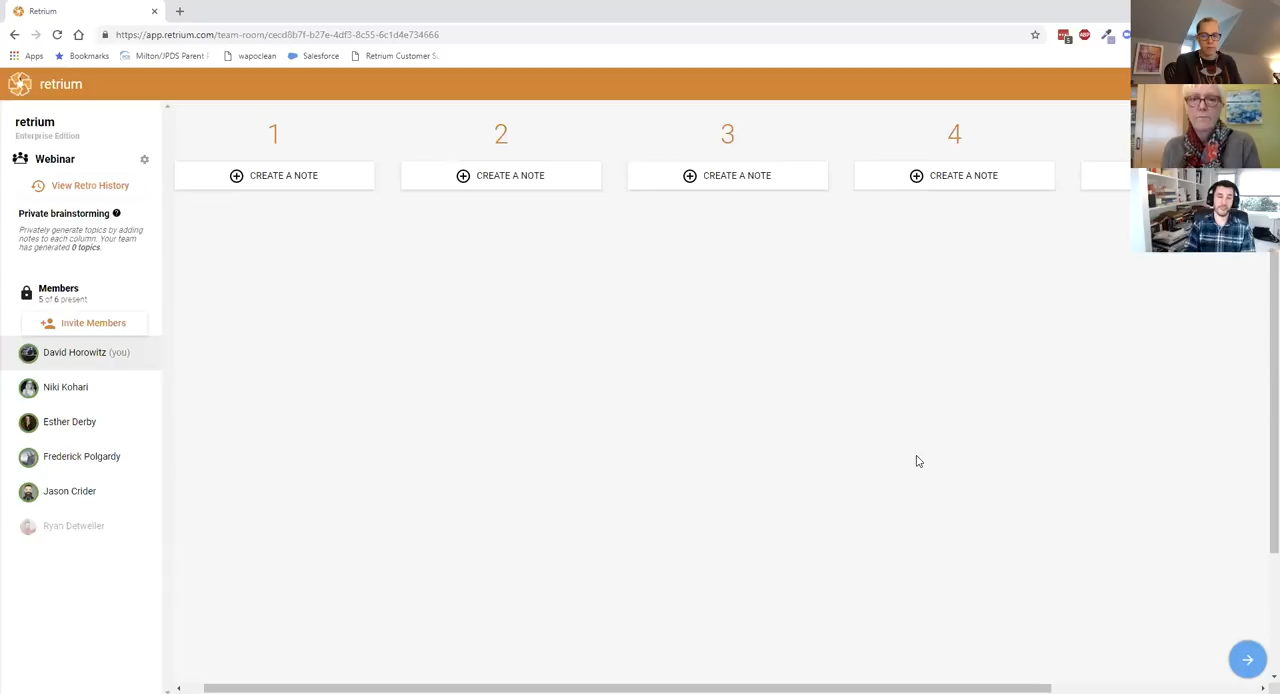 Retrium
https://app.retrium.com/team-room/cecd8b7f-b27e-4df3-8c55-6c1d4e734666
Apps Bookmarks Milton/JPDS Parent F wapoclean Salesforce Retrium Customer S..
5 ABP
retrium
retrium
Enterprise Edition
Webinar
View Retro History
Private brainstorming ?
Privately generate topics by adding
notes to each column. Your team
has generated 0 topics.
Members
5 of 6 present
Invite Members
David Horowitz (you)
Niki Kohari
Esther Derby
Frederick Polgardy
Jason Crider
Ryan Detweiler
1 2 3 4
CREATE A NOTE CREATE A NOTE CREATE A NOTE CREATE A NOTE